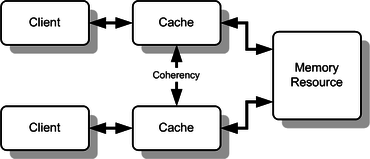 Client
Cache
Coherency
Memory
Resource
Client
Cache